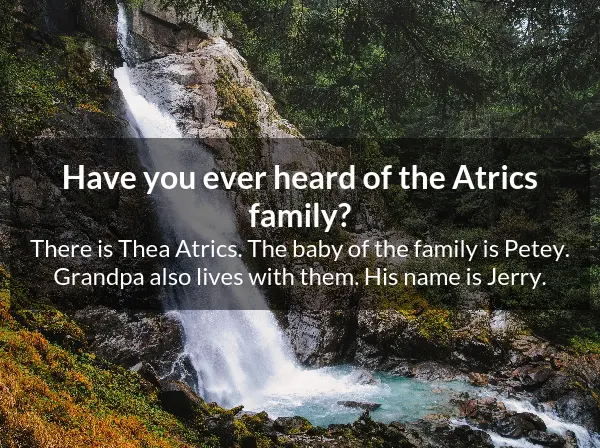 Have you ever heard of the Atrics
family?
There is Thea Atrics. The baby of the family is Petey.
Grandpa also lives with them. His name is Jerry.